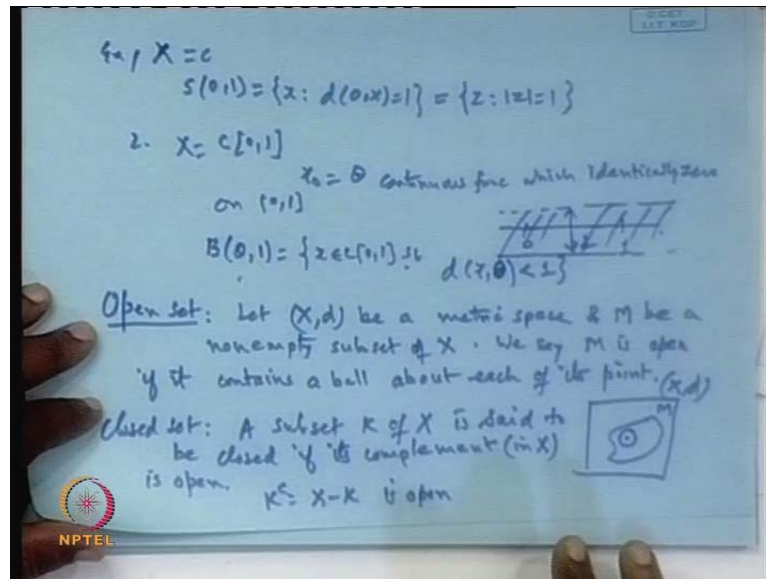 I.I.T. KGP
Ex, X = C
S(0,1) = {z : d(0,z)=1} = {z : |z|=1}
2. X = C[0,1]
x₀ = θ continuous func which identically zero
on [0,1]
B(0,1) = {x ∈ C[0,1] st
d(x,θ) < 1}
Open set: Let (X,d) be a metric space & M be a
nonempty subset of X. We say M is open
if it contains a ball about each of its point.
(X,d)
M
Closed set: A subset K of X is said to
be closed if its complement (in X)
is open.
Kᶜ = X - K is open
NPTEL